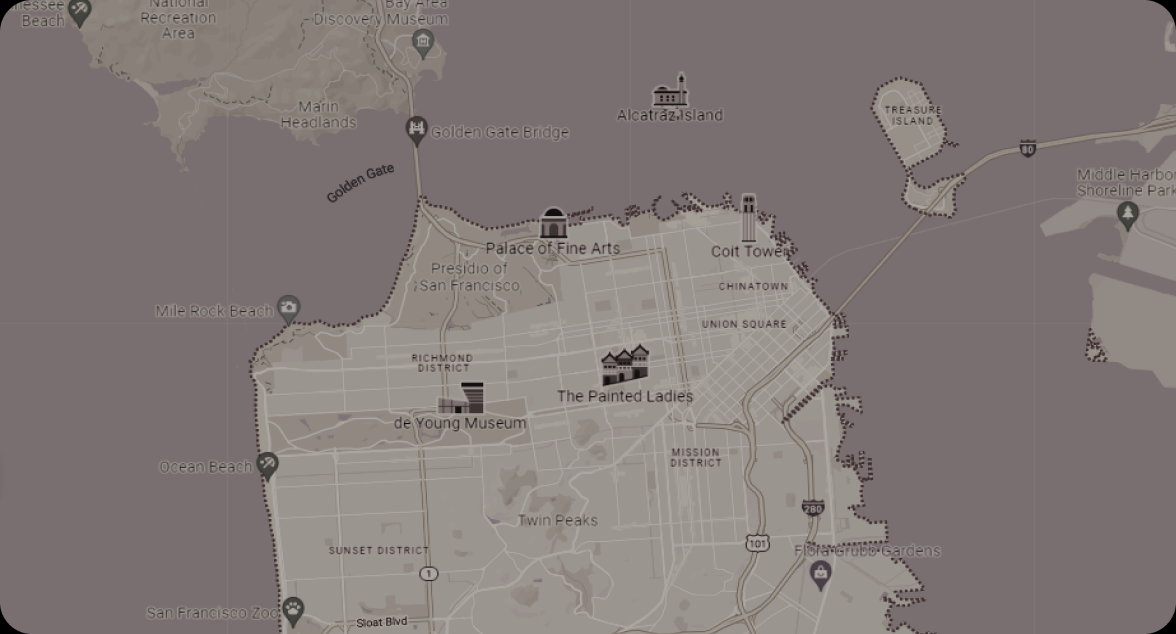 Beach
National
Recreation
Area
Bay Area
Discovery Museum
Marin
Headlands
Golden Gate Bridge
Golden Gate
Alcatraz Island
TREASURE
ISLAND
80
Middle Harbor
Shoreline Park
Palace of Fine Arts
Coit Tower
Presidio of
San Francisco
CHINATOWN
Mile Rock Beach
UNION SQUARE
RICHMOND
DISTRICT
The Painted Ladies
de Young Museum
Ocean Beach
MISSION
DISTRICT
280
Twin Peaks
101
SUNSET DISTRICT
Flora Grubb Gardens
1
San Francisco Zoo
Sloat Blvd